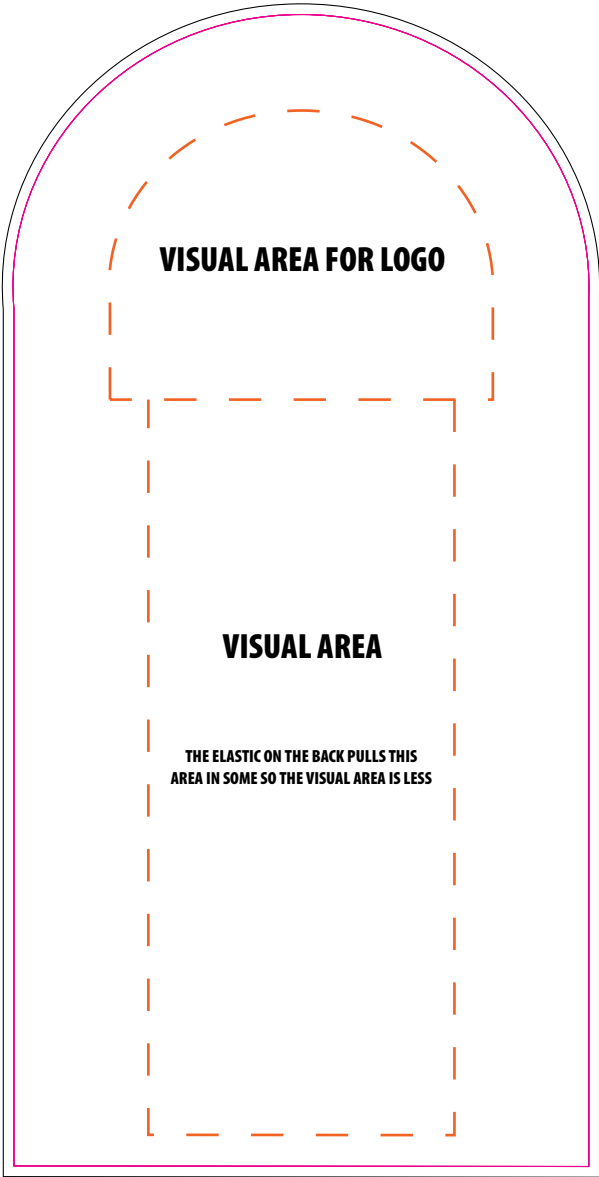 VISUAL AREA FOR LOGO
VISUAL AREA
THE ELASTIC ON THE BACK PULLS THIS
AREA IN SOME SO THE VISUAL AREA IS LESS